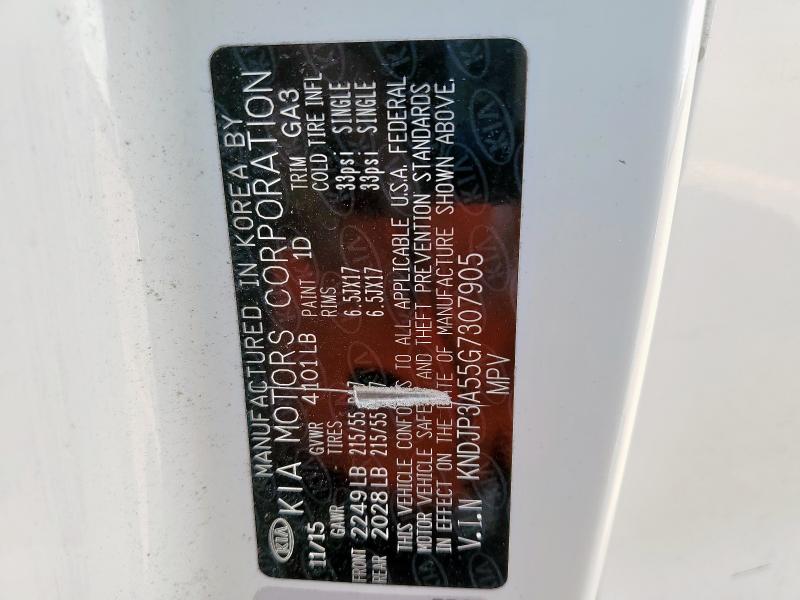 MANUFACTURED IN KOREA BY
KIA KIA MOTORS CORPORATION
11/15 GVWR 4101LB PAINT 1D TRIM GA3
GAWR TIRES RIMS COLD TIRE INFL
FRONT 2249LB 215/55 6.5JX17 33psi SINGLE
REAR 2028LB 215/55 6.5JX17 33psi SINGLE
THIS VEHICLE CONFORMS TO ALL APPLICABLE U.S.A. FEDERAL
MOTOR VEHICLE SAFETY AND THEFT PREVENTION STANDARDS
IN EFFECT ON THE DATE OF MANUFACTURE SHOWN ABOVE.
V.I.N KNDJP3A55G7307905
MPV